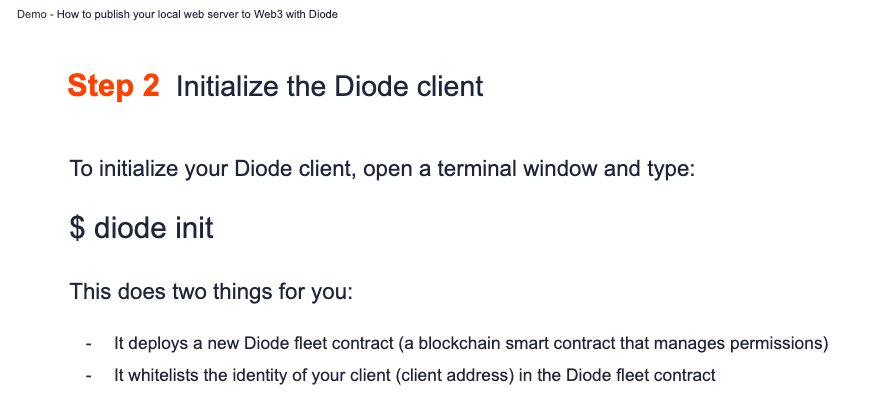 Demo - How to publish your local web server to Web3 with Diode
Step 2 Initialize the Diode client
To initialize your Diode client, open a terminal window and type:
$ diode init
This does two things for you:
- It deploys a new Diode fleet contract (a blockchain smart contract that manages permissions)
- It whitelists the identity of your client (client address) in the Diode fleet contract